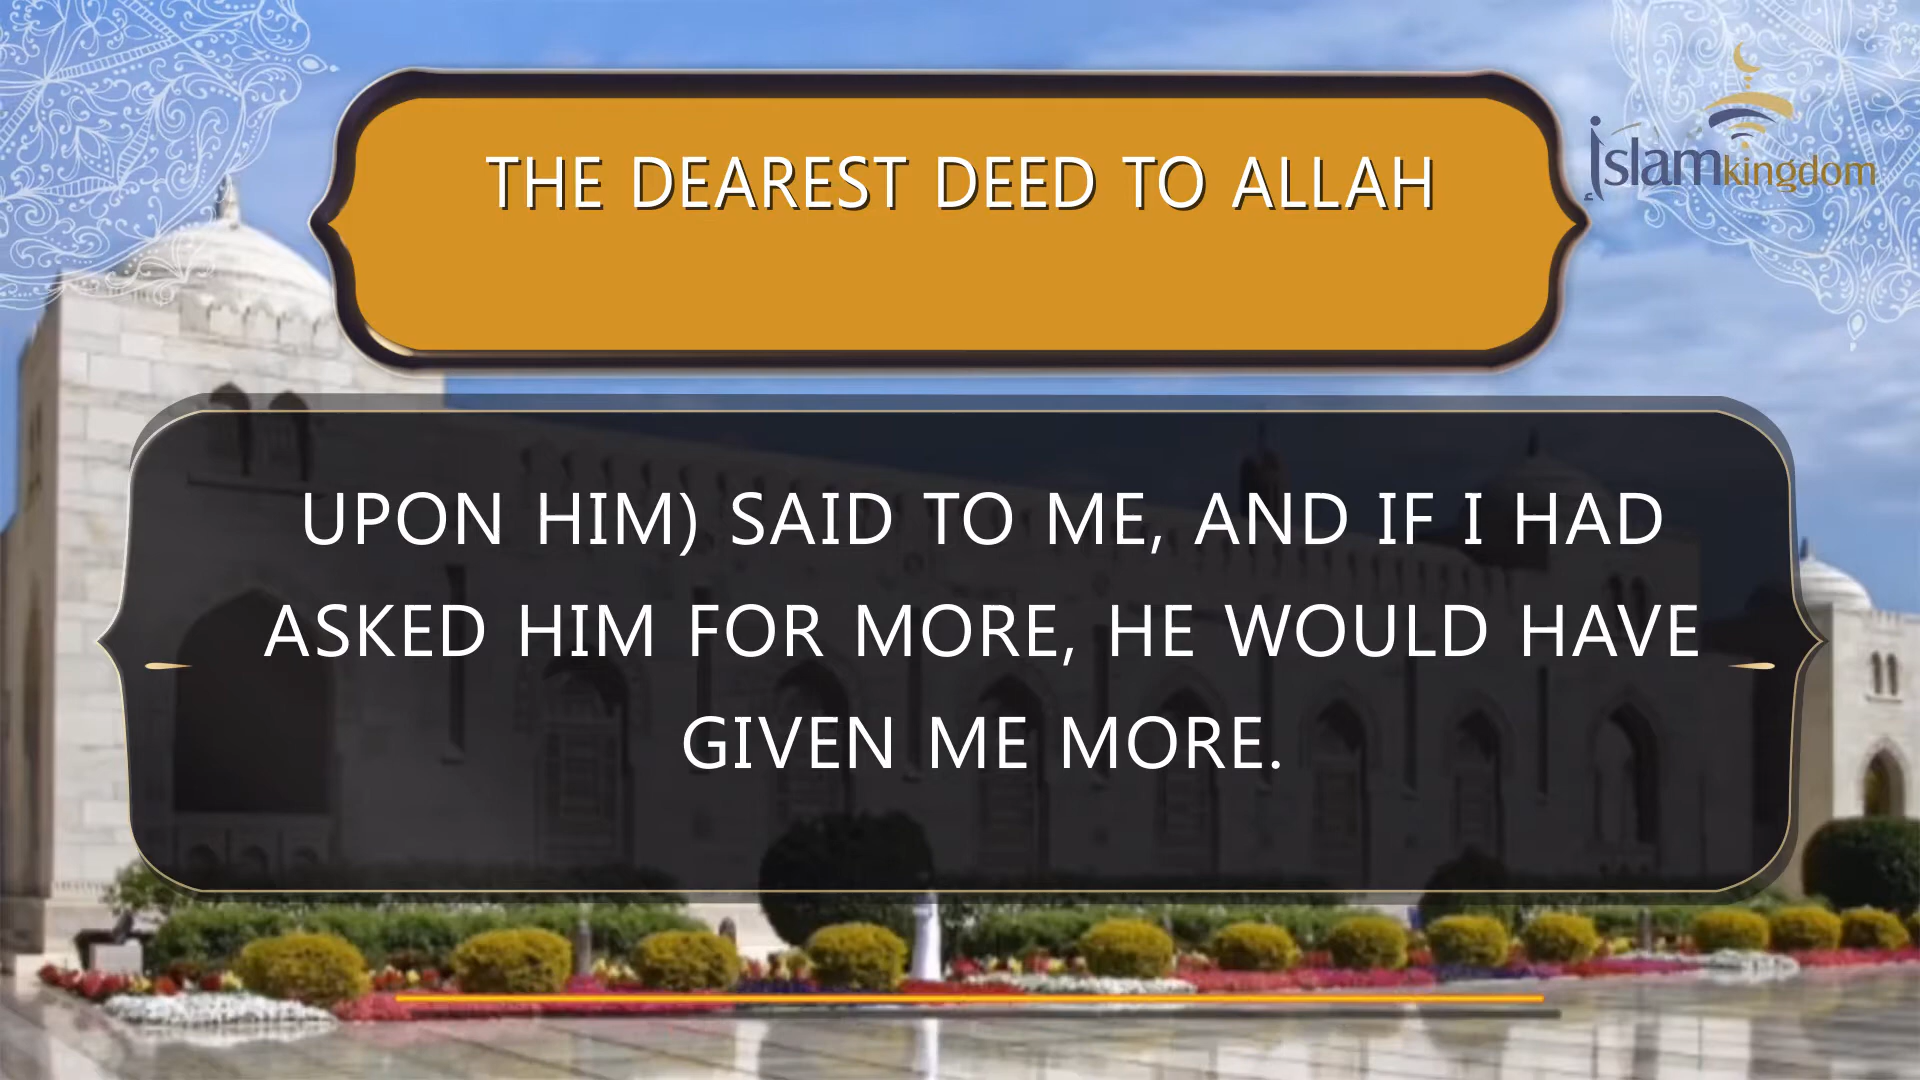 THE DEAREST DEED TO ALLAH
islamkingdom
UPON HIM) SAID TO ME, AND IF I HAD
ASKED HIM FOR MORE, HE WOULD HAVE
GIVEN ME MORE.